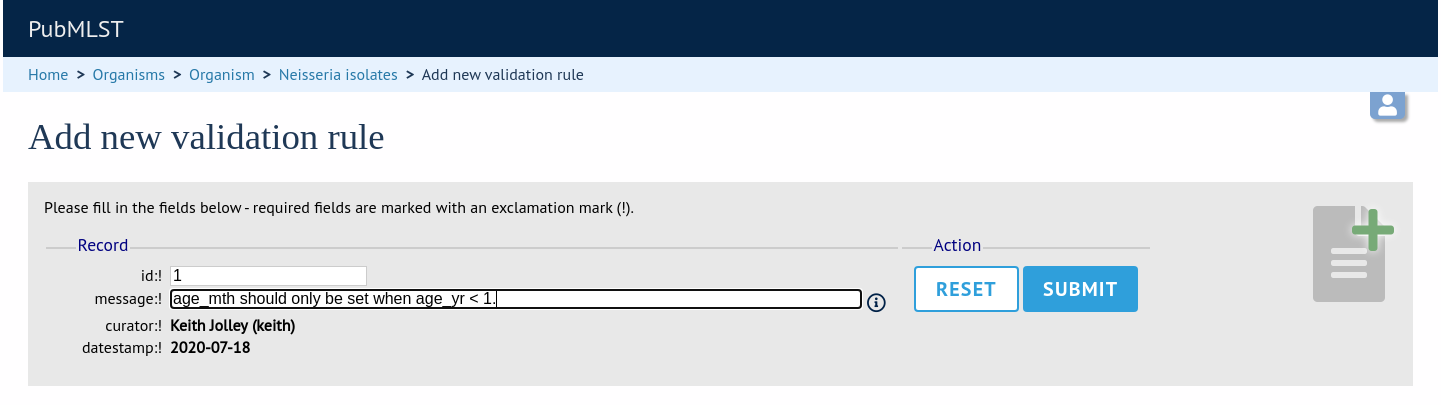 PubMLST
Home > Organisms > Organism > Neisseria isolates > Add new validation rule
Add new validation rule
Please fill in the fields below - required fields are marked with an exclamation mark (!).
Record
id:! 1
message:! age_mth should only be set when age_yr < 1.
curator:! Keith Jolley (keith)
datestamp:! 2020-07-18
Action
RESET SUBMIT